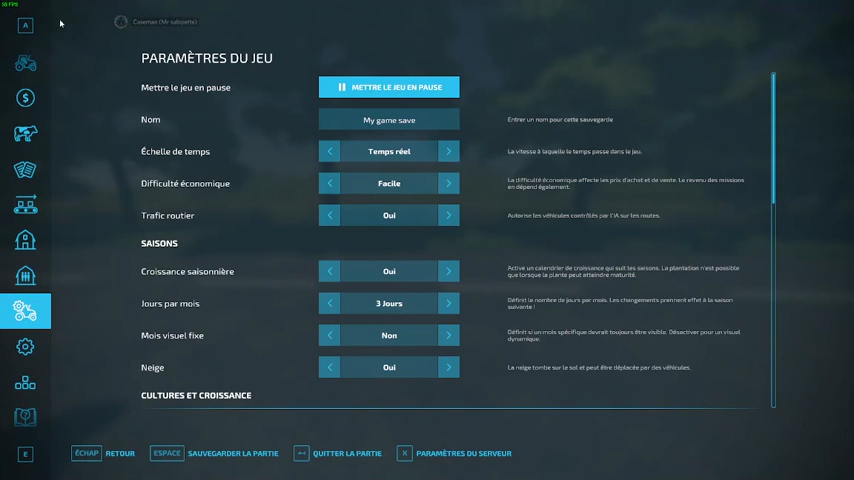 58 FPS
A
Caseman (Mr salopette)
PARAMÈTRES DU JEU
Mettre le jeu en pause
METTRE LE JEU EN PAUSE
Nom
My game save
Entrer un nom pour cette sauvegarde
Échelle de temps
Temps réel
La vitesse à laquelle le temps passe dans le jeu.
Difficulté économique
Facile
La difficulté économique affecte les prix d'achat et de vente. Le revenu des missions
en dépend également.
Trafic routier
Oui
Autorise les véhicules contrôlés par l'IA sur les routes.
SAISONS
Croissance saisonnière
Oui
Active un calendrier de croissance qui suit les saisons. La plantation n'est possible
que lorsque la plante peut atteindre maturité.
Jours par mois
3 Jours
Définit le nombre de jours par mois. Les changements prennent effet à la saison
suivante !
Mois visuel fixe
Non
Définit si un mois spécifique devrait toujours être visible. Désactiver pour un visuel
dynamique.
Neige
Oui
La neige tombe sur le sol et peut être déplacée par des véhicules.
CULTURES ET CROISSANCE
E
ÉCHAP RETOUR
ESPACE SAUVEGARDER LA PARTIE
QUITTER LA PARTIE
X PARAMÈTRES DU SERVEUR